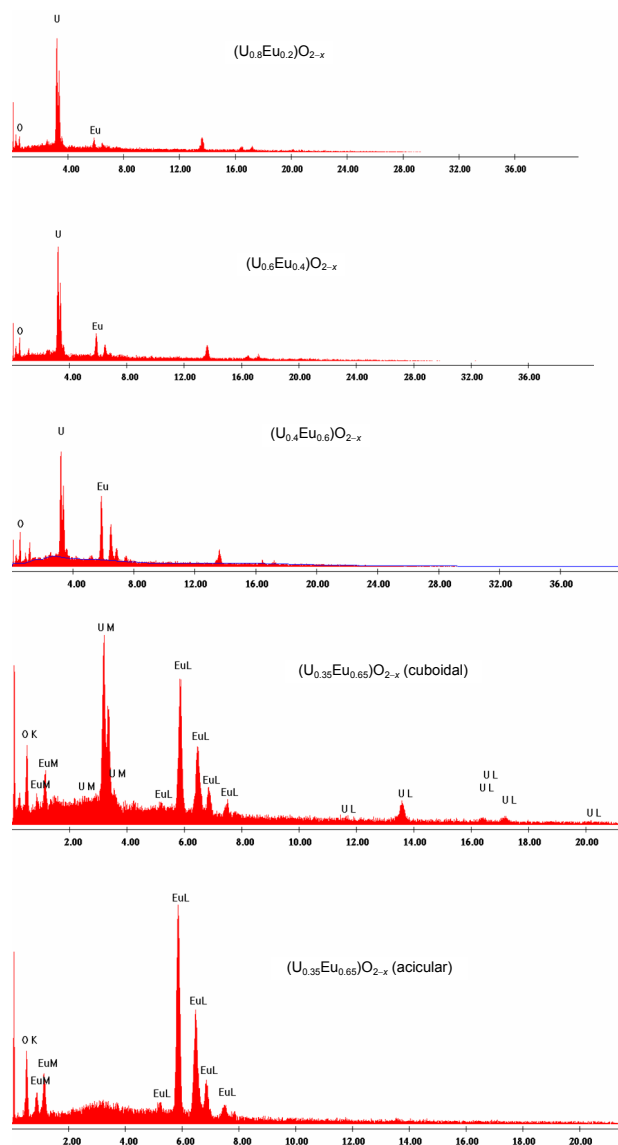 U
(U0.8Eu0.2)O2−x
O
Eu
4.00 8.00 12.00 16.00 20.00 24.00 28.00 32.00 36.00
U
(U0.6Eu0.4)O2−x
O
Eu
4.00 8.00 12.00 16.00 20.00 24.00 28.00 32.00 36.00
(U0.4Eu0.6)O2−x
U
Eu
O
4.00 8.00 12.00 16.00 20.00 24.00 28.00 32.00 36.00
U M
(U0.35Eu0.65)O2−x (cuboidal)
EuL
O K
EuL
EuM
U M
U L
EuM
U M
EuL
EuL
EuL
U L
U L
U L
U L
U L
2.00 4.00 6.00 8.00 10.00 12.00 14.00 16.00 18.00 20.00
EuL
(U0.35Eu0.65)O2−x (acicular)
EuL
O K
EuM
EuM
EuL
EuL
EuL
2.00 4.00 6.00 8.00 10.00 12.00 14.00 16.00 18.00 20.00